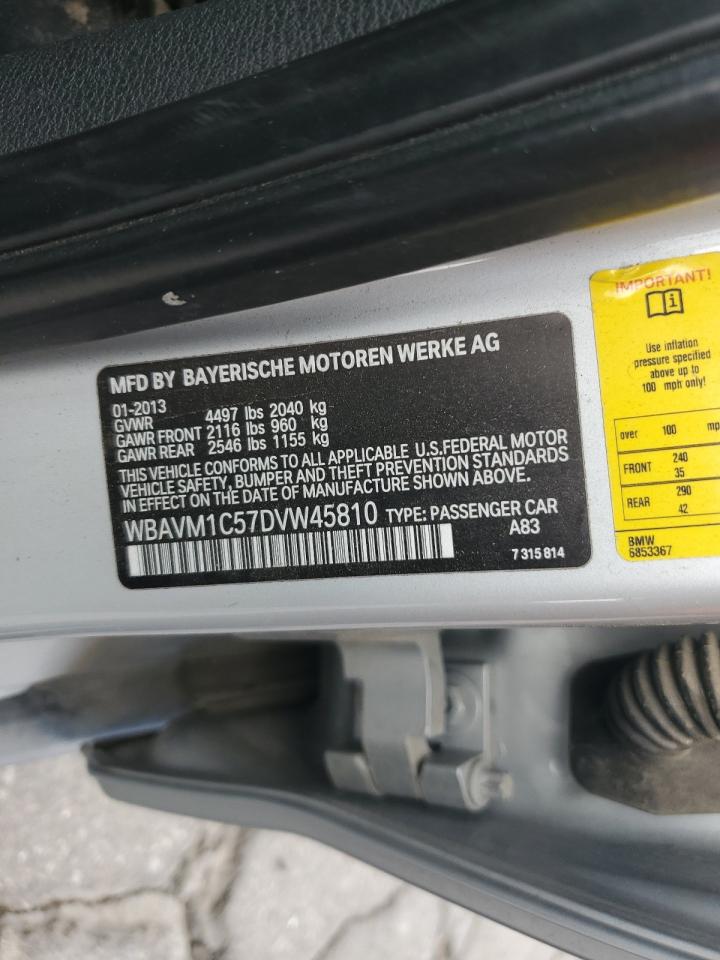 MFD BY BAYERISCHE MOTOREN WERKE AG
01-2013
GVWR 4497 lbs 2040 kg
GAWR FRONT 2116 lbs 960 kg
GAWR REAR 2546 lbs 1155 kg
THIS VEHICLE CONFORMS TO ALL APPLICABLE U.S.FEDERAL MOTOR
VEHICLE SAFETY, BUMPER AND THEFT PREVENTION STANDARDS
IN EFFECT ON DATE OF MANUFACTURE SHOWN ABOVE.
WBAVM1C57DVW45810 TYPE: PASSENGER CAR
A83
7 315 814
IMPORTANT!
i
Use inflation
pressure specified
above up to
100 mph only!
over 100
FRONT 240
35
REAR 290
42
BMW
6853367